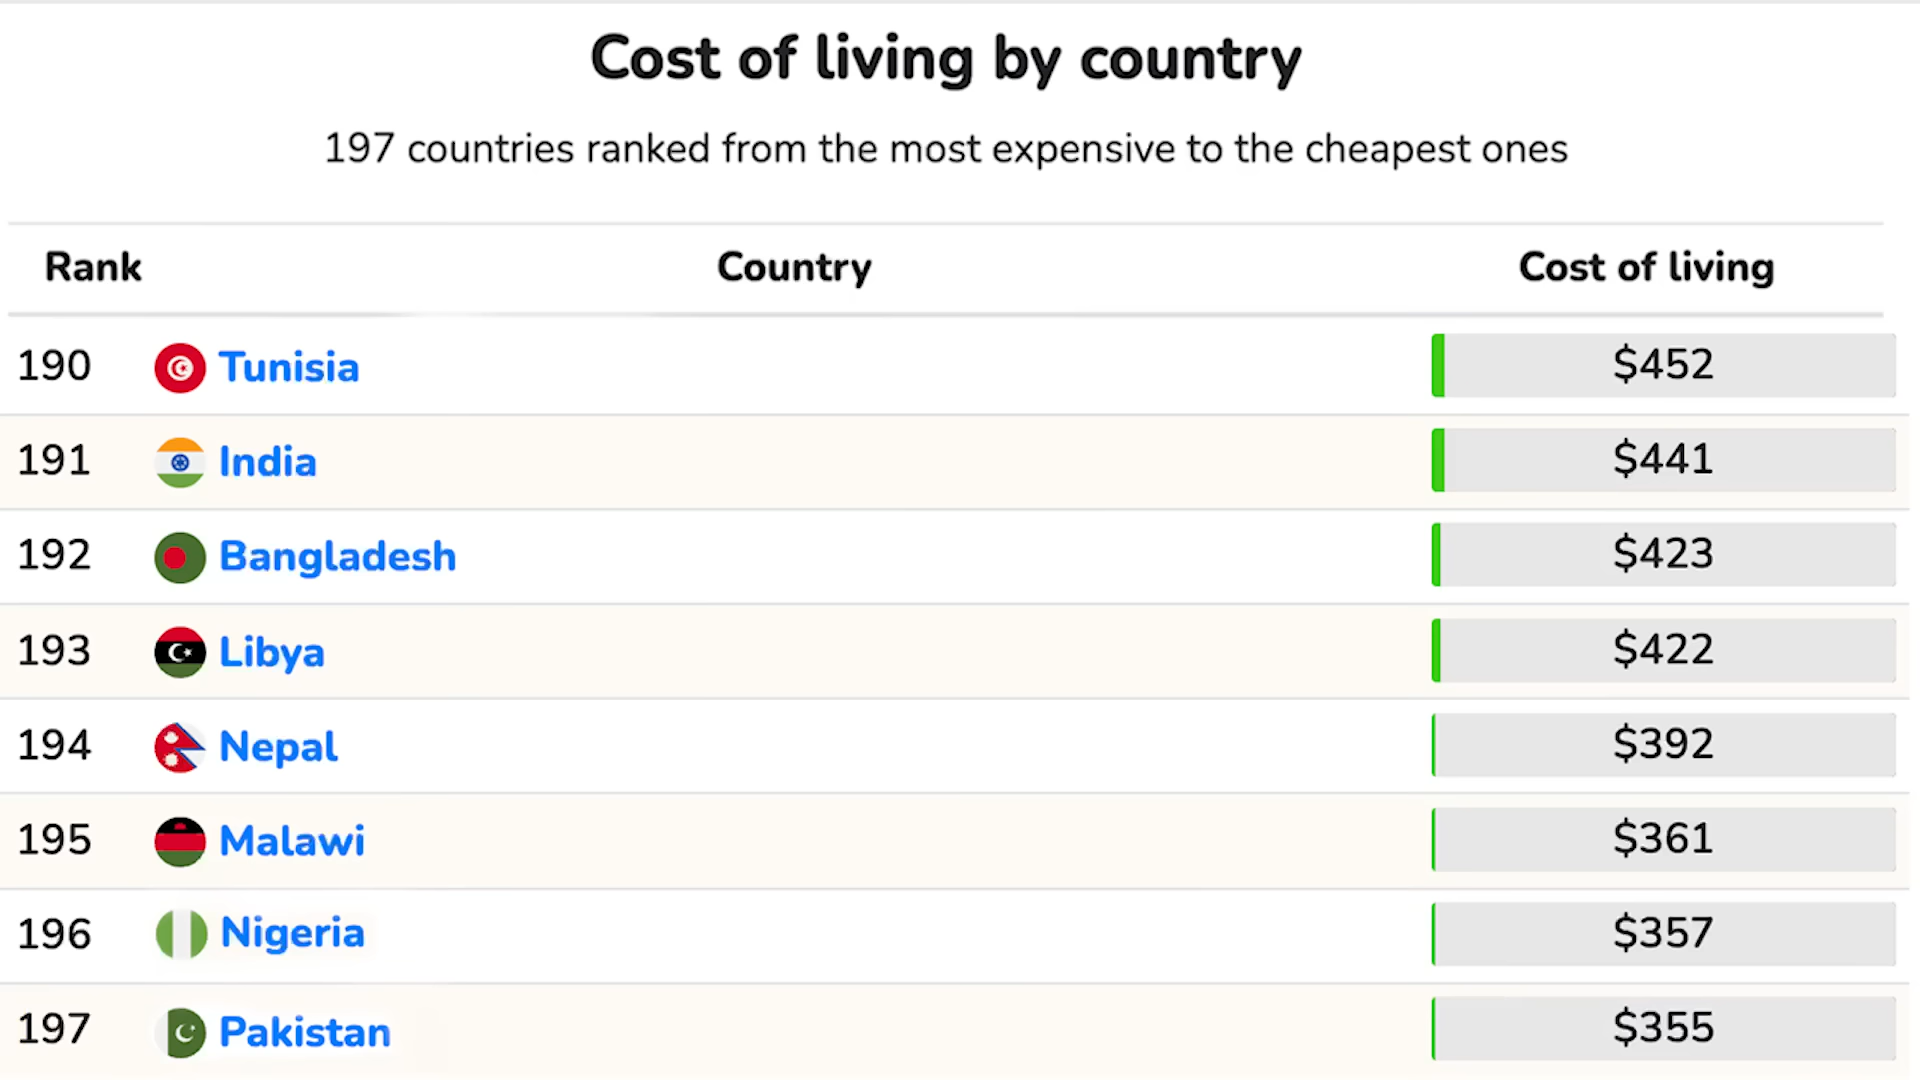 Cost of living by country
197 countries ranked from the most expensive to the cheapest ones
Rank Country Cost of living
190 Tunisia $452
191 India $441
192 Bangladesh $423
193 Libya $422
194 Nepal $392
195 Malawi $361
196 Nigeria $357
197 Pakistan $355